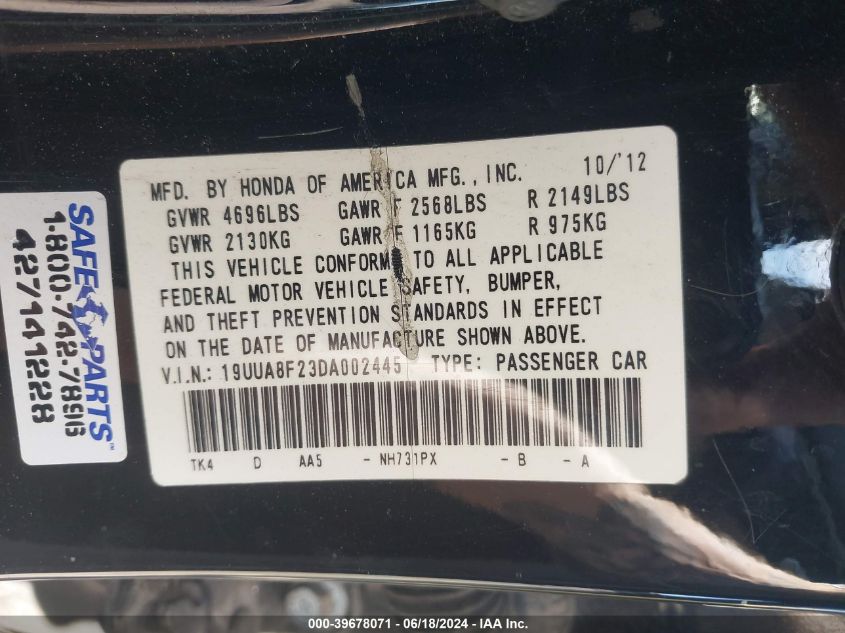 MFD. BY HONDA OF AMERICA MFG., INC. 10/'12
GVWR 4696LBS GAWR F 2568LBS R 2149LBS
GVWR 2130KG GAWR F 1165KG R 975KG
THIS VEHICLE CONFORMS TO ALL APPLICABLE
FEDERAL MOTOR VEHICLE SAFETY, BUMPER,
AND THEFT PREVENTION STANDARDS IN EFFECT
ON THE DATE OF MANUFACTURE SHOWN ABOVE.
V.I.N.: 19UUA8F23DA002445 TYPE: PASSENGER CAR
TK4 D AA5 - NH731PX - B - A
SAFE PARTS™
1-800-742-7896
427141228
000-39678071 - 06/18/2024 - IAA Inc.